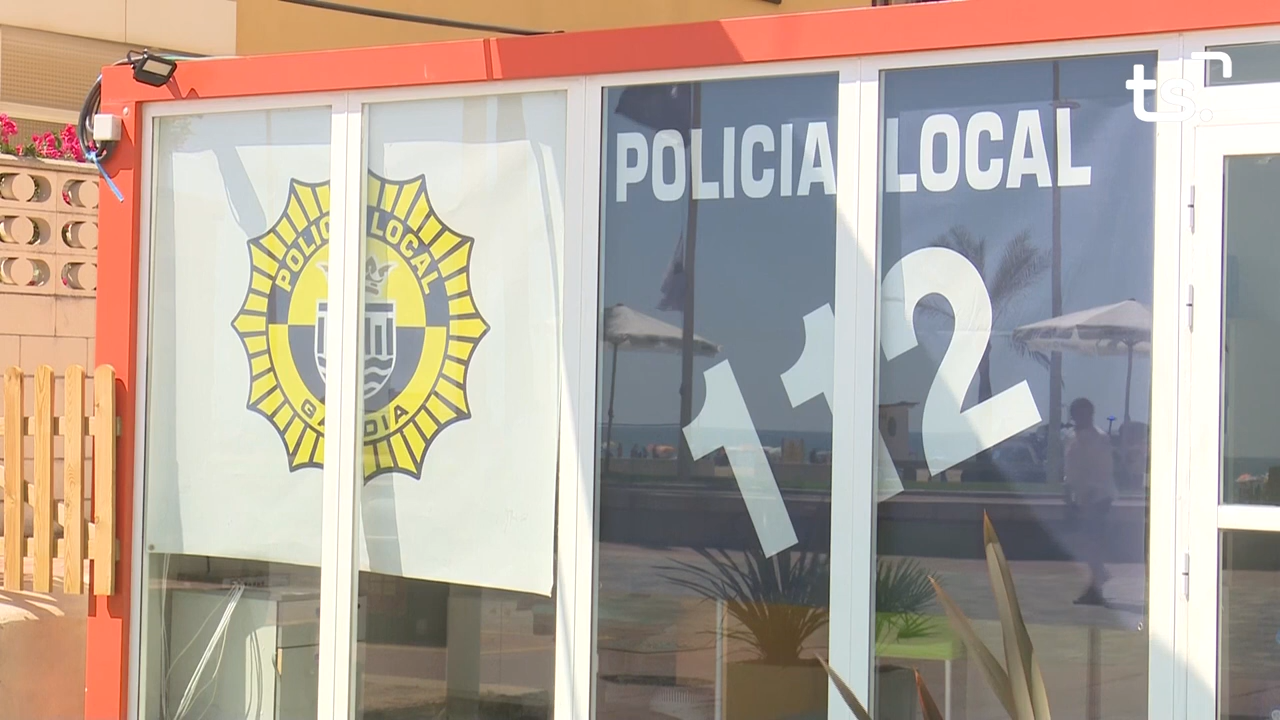 ts.
POLICIA LOCAL
112
POLICIA LOCAL
GANDIA